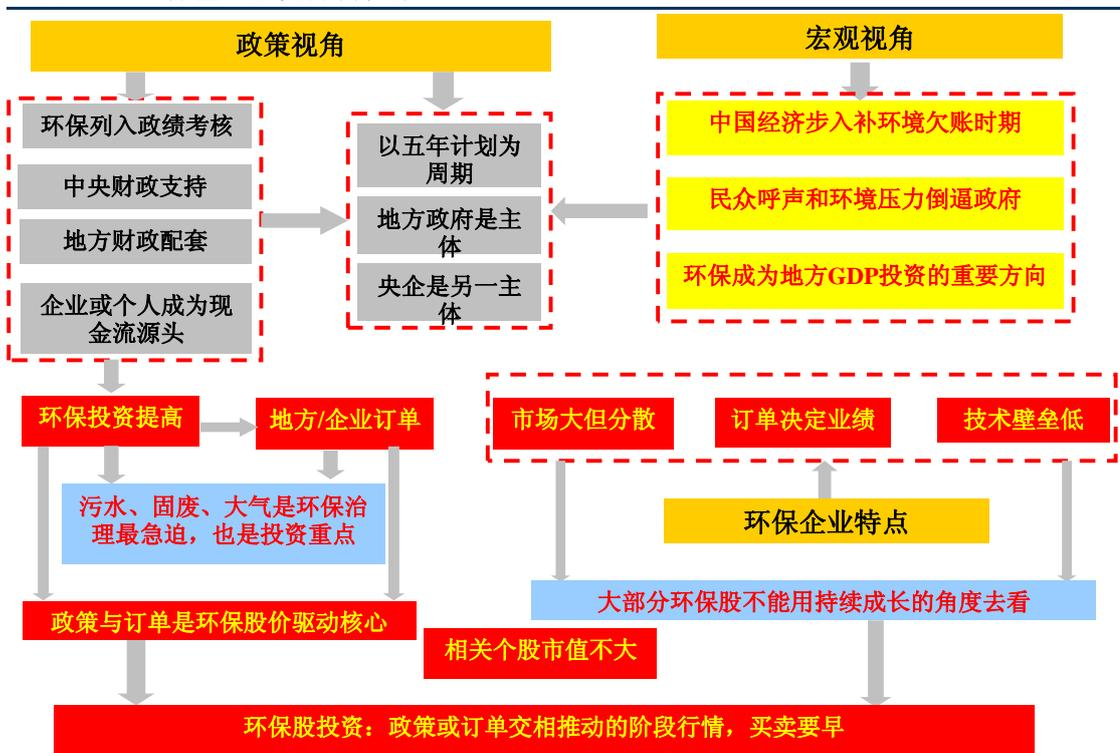 政策视角
宏观视角
环保列入政绩考核
中央财政支持
地方财政配套
企业或个人成为现
金流源头
以五年计划为
周期
地方政府是主
体
央企是另一主
体
中国经济步入补环境欠账时期
民众呼声和环境压力倒逼政府
环保成为地方GDP投资的重要方向
环保投资提高
地方/企业订单
市场大但分散
订单决定业绩
技术壁垒低
污水、固废、大气是环保治
理最急迫，也是投资重点
环保企业特点
大部分环保股不能用持续成长的角度去看
政策与订单是环保股价驱动核心
相关个股市值不大
环保股投资：政策或订单交相推动的阶段行情，买卖要早